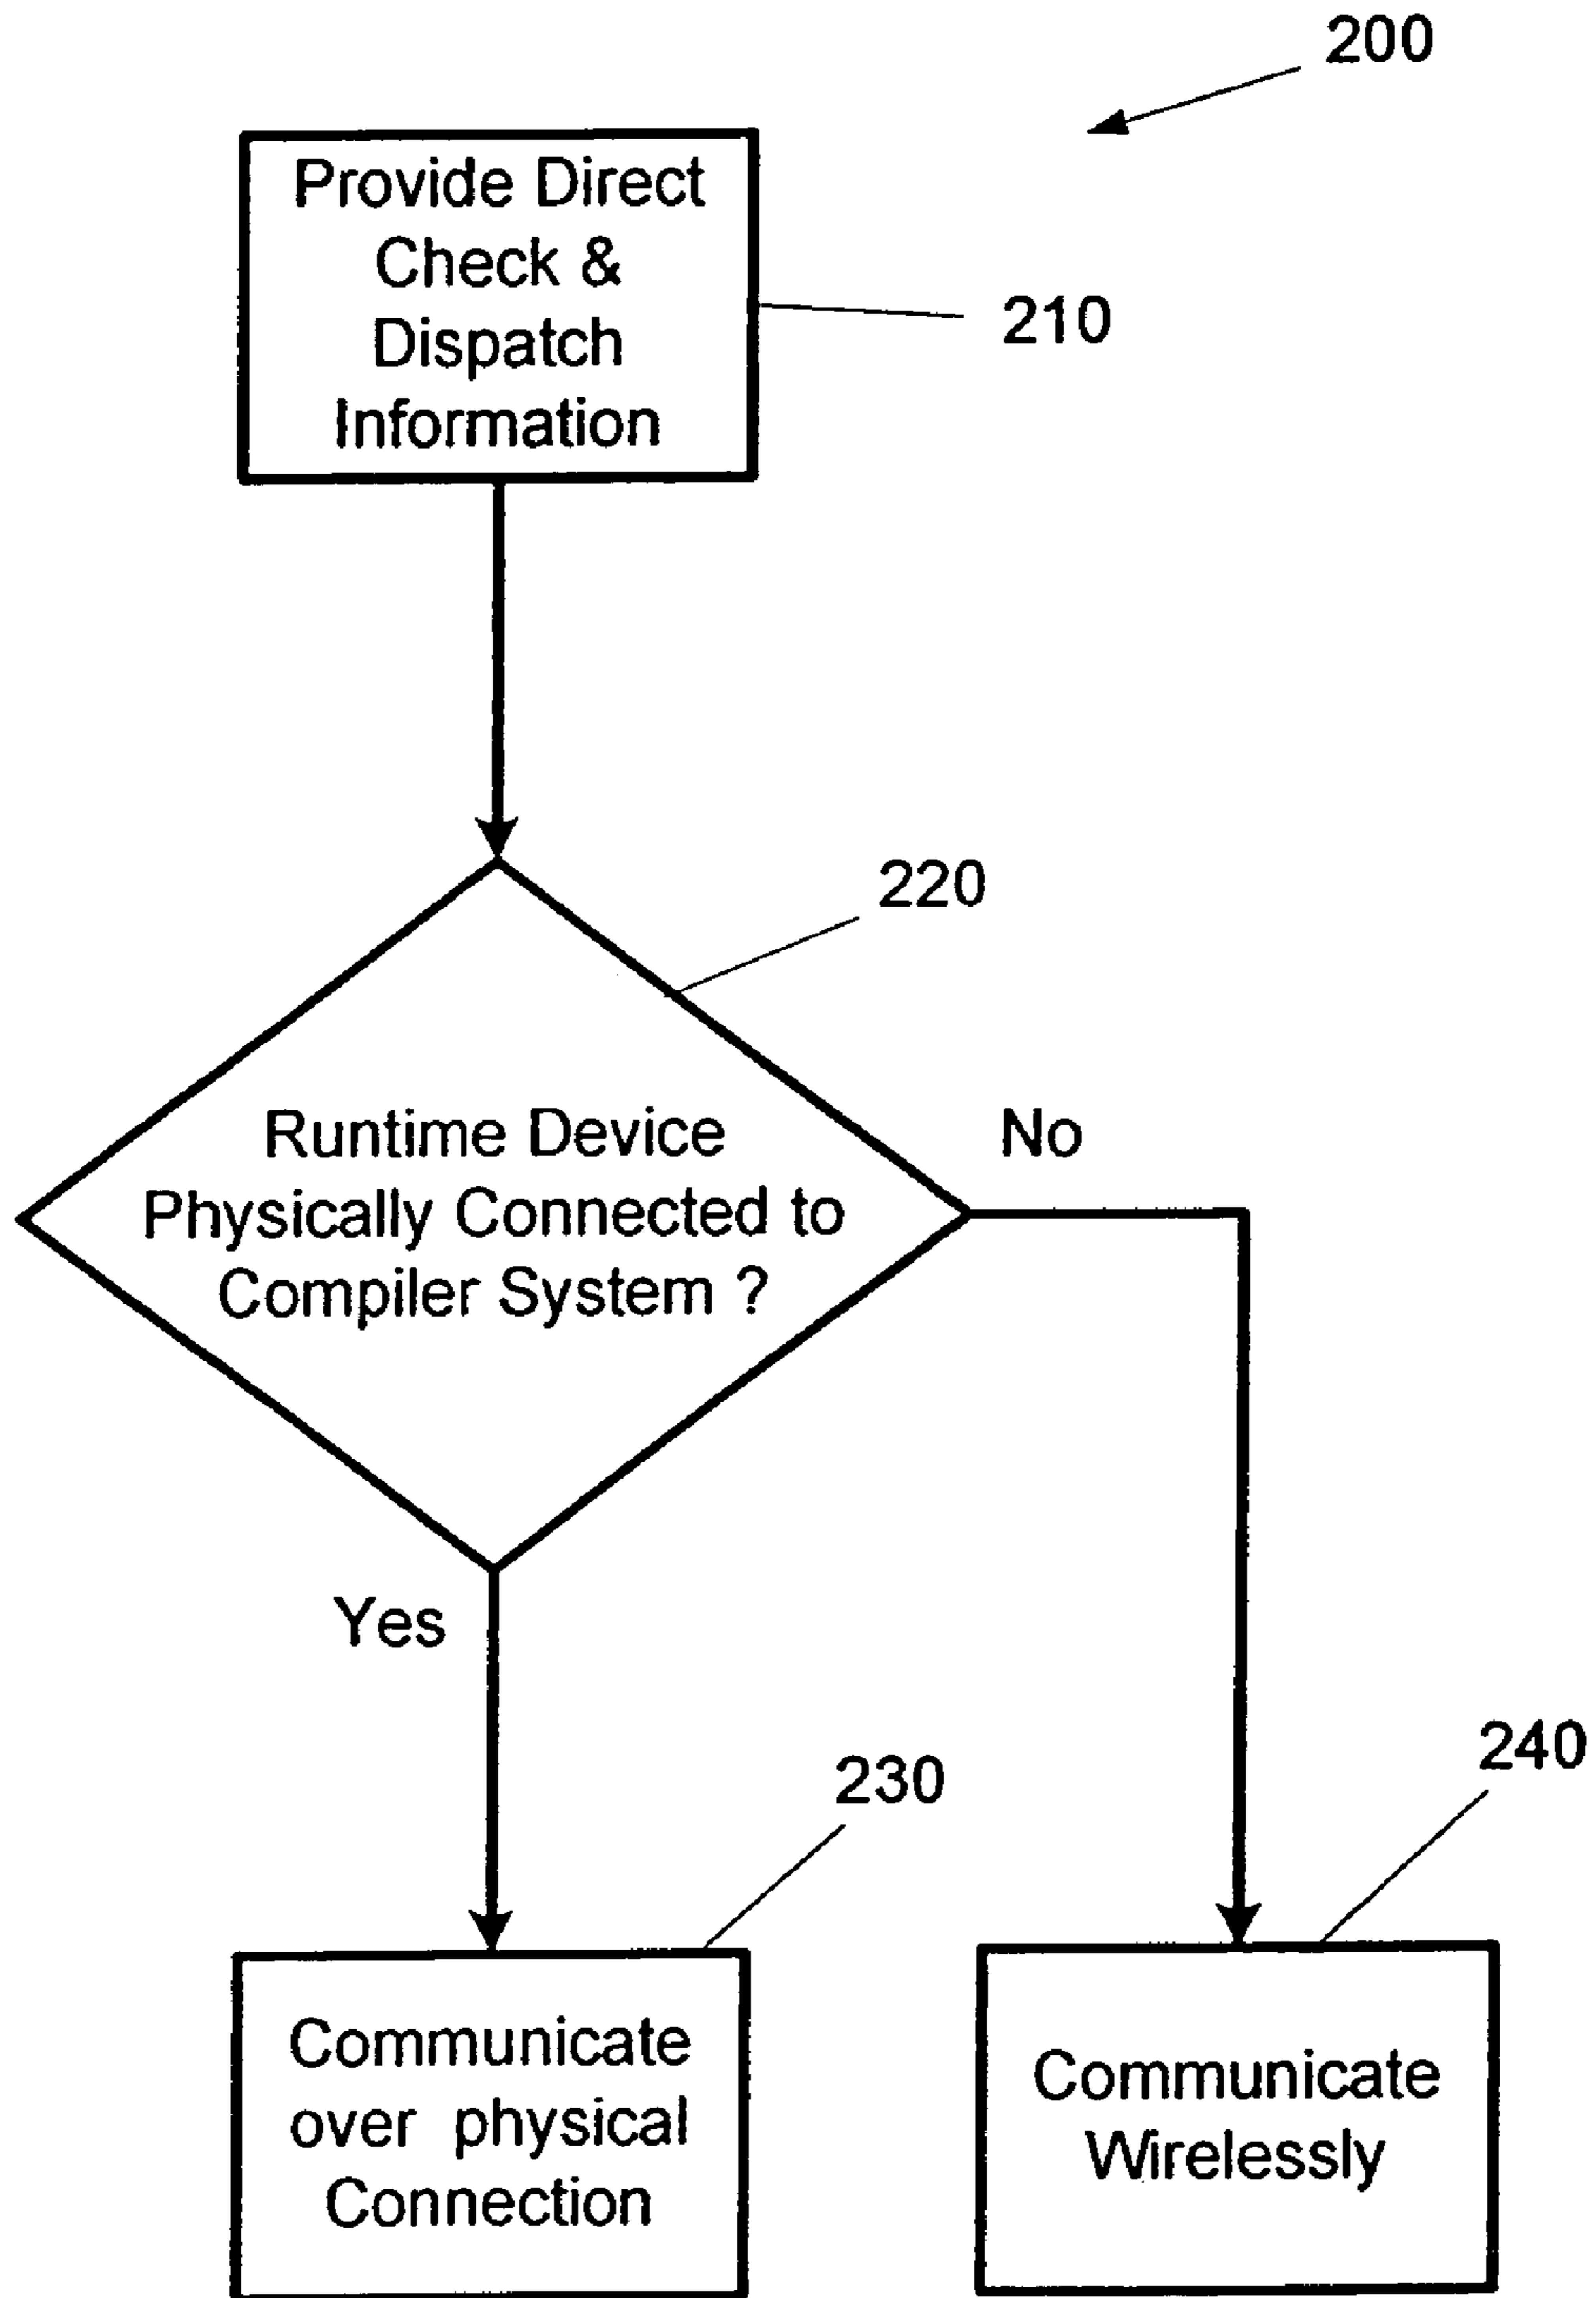 200
Provide Direct
Check &
Dispatch
Information
210
220
Runtime Device
Physically Connected to
Compiler System ?
No
Yes
230
240
Communicate
over physical
Connection
Communicate
Wirelessly